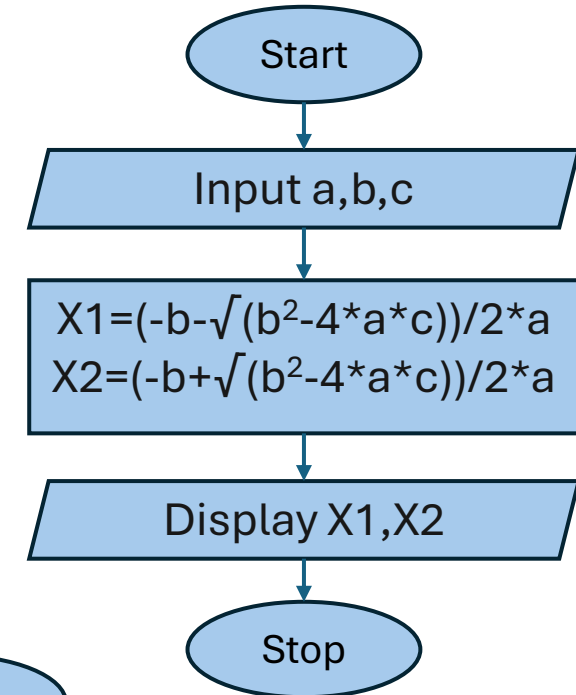 Start
Input a,b,c
X1=(-b-√(b²-4*a*c))/2*a
X2=(-b+√(b²-4*a*c))/2*a
Display X1,X2
Stop